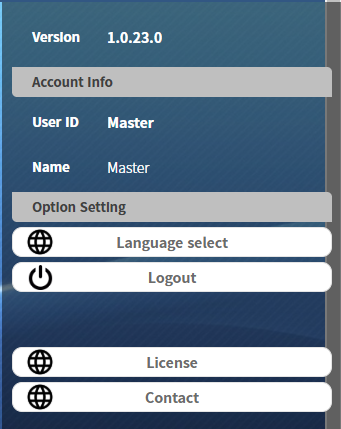 Version 1.0.23.0
Account Info
User ID Master
Name Master
Option Setting
Language select
Logout
License
Contact